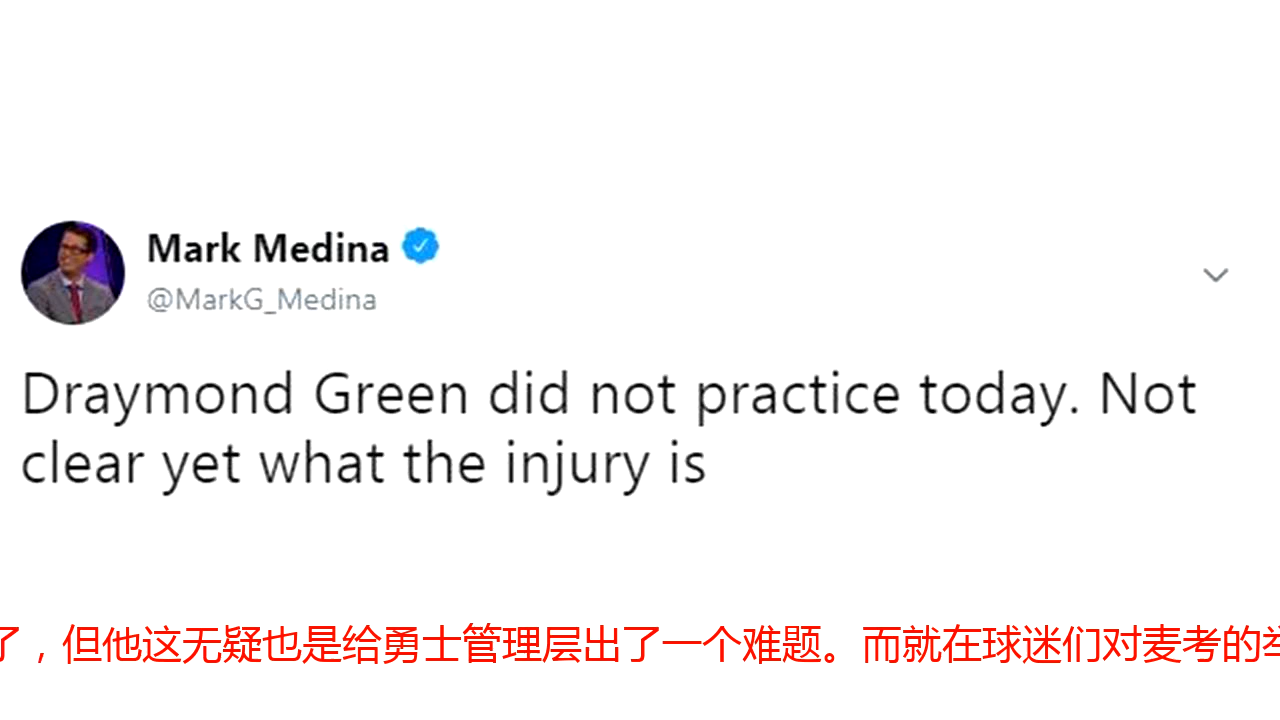 Mark Medina
@MarkG_Medina
Draymond Green did not practice today. Not
clear yet what the injury is
了，但他这无疑也是给勇士管理层出了一个难题。而就在球迷们对麦考的